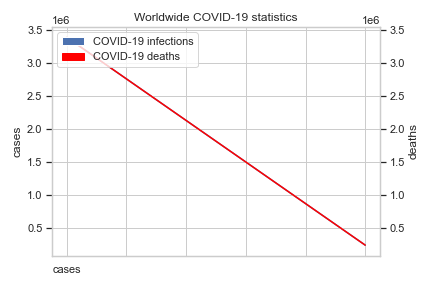 Worldwide COVID-19 statistics
1e6
1e6
COVID-19 infections
COVID-19 deaths
3.5
3.0
2.5
2.0
1.5
1.0
0.5
cases
3.5
3.0
2.5
2.0
1.5
1.0
0.5
deaths
cases